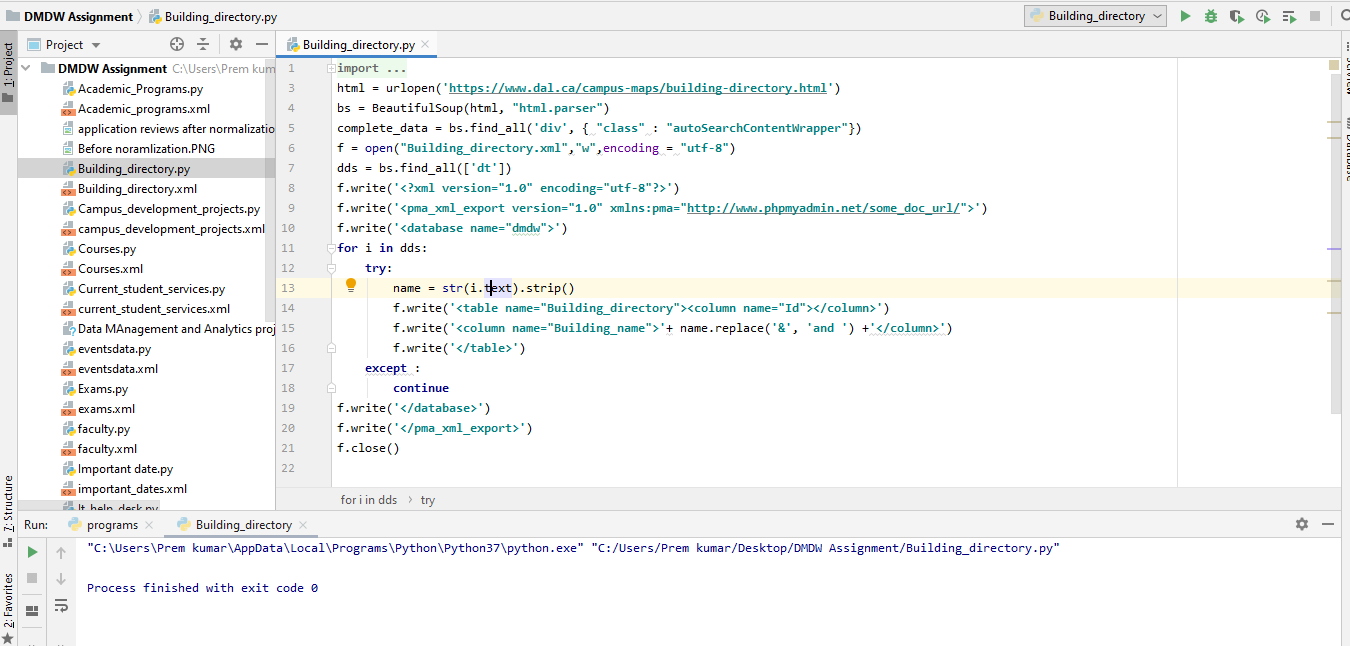 DMDW Assignment Building_directory.py Building_directory
1: Project
Project Building_directory.py
DMDW Assignment C:\Users\Prem kum
Academic_Programs.py
Academic_programs.xml
application reviews after normalizatio
Before noramlization.PNG
Building_directory.py
Building_directory.xml
Campus_development_projects.py
campus_development_projects.xml
Courses.py
Courses.xml
Current_student_services.py
current_student_services.xml
Data MAnagement and Analytics proj
eventsdata.py
eventsdata.xml
Exams.py
exams.xml
faculty.py
faculty.xml
Important date.py
important_dates.xml
It_help_desk.py
1 import ...
3 html = urlopen('https://www.dal.ca/campus-maps/building-directory.html')
4 bs = BeautifulSoup(html, "html.parser")
5 complete_data = bs.find_all('div', { "class" : "autoSearchContentWrapper"})
6 f = open("Building_directory.xml","w",encoding = "utf-8")
7 dds = bs.find_all(['dt'])
8 f.write('<?xml version="1.0" encoding="utf-8"?>')
9 f.write('<pma_xml_export version="1.0" xmlns:pma="http://www.phpmyadmin.net/some_doc_url/">')
10 f.write('<database name="dmdw">')
11 for i in dds:
12 try:
13 name = str(i.text).strip()
14 f.write('<table name="Building_directory"><column name="Id"></column>')
15 f.write('<column name="Building_name">'+ name.replace('&', 'and ') +'</column>')
16 f.write('</table>')
17 except :
18 continue
19 f.write('</database>')
20 f.write('</pma_xml_export>')
21 f.close()
22
for i in dds try
7: Structure
2: Favorites
Run: programs Building_directory
"C:\Users\Prem kumar\AppData\Local\Programs\Python\Python37\python.exe" "C:/Users/Prem kumar/Desktop/DMDW Assignment/Building_directory.py"
Process finished with exit code 0